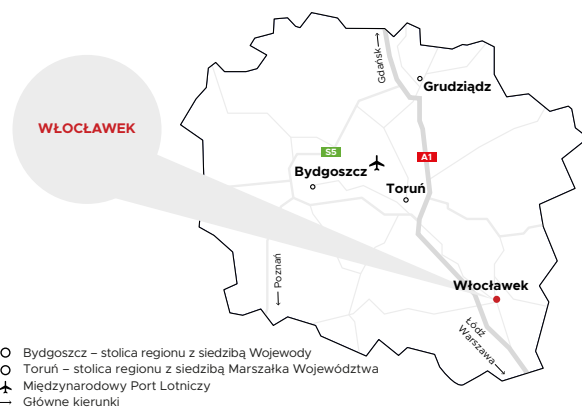 Gdańsk
Grudziądz
WŁOCŁAWEK
S5
A1
Bydgoszcz
Toruń
Poznań
Włocławek
Łódź
Warszawa
Bydgoszcz – stolica regionu z siedzibą Wojewody
Toruń – stolica regionu z siedzibą Marszałka Województwa
Międzynarodowy Port Lotniczy
Główne kierunki